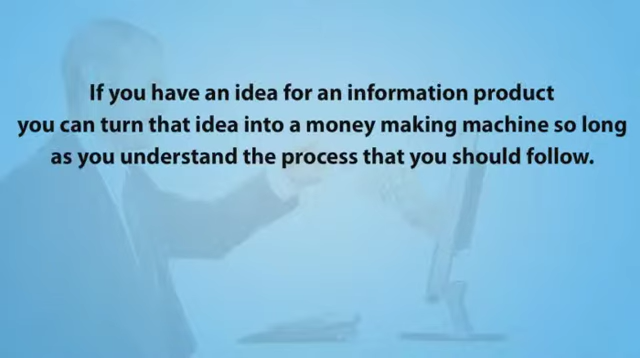 If you have an idea for an information product
you can turn that idea into a money making machine so long
as you understand the process that you should follow.